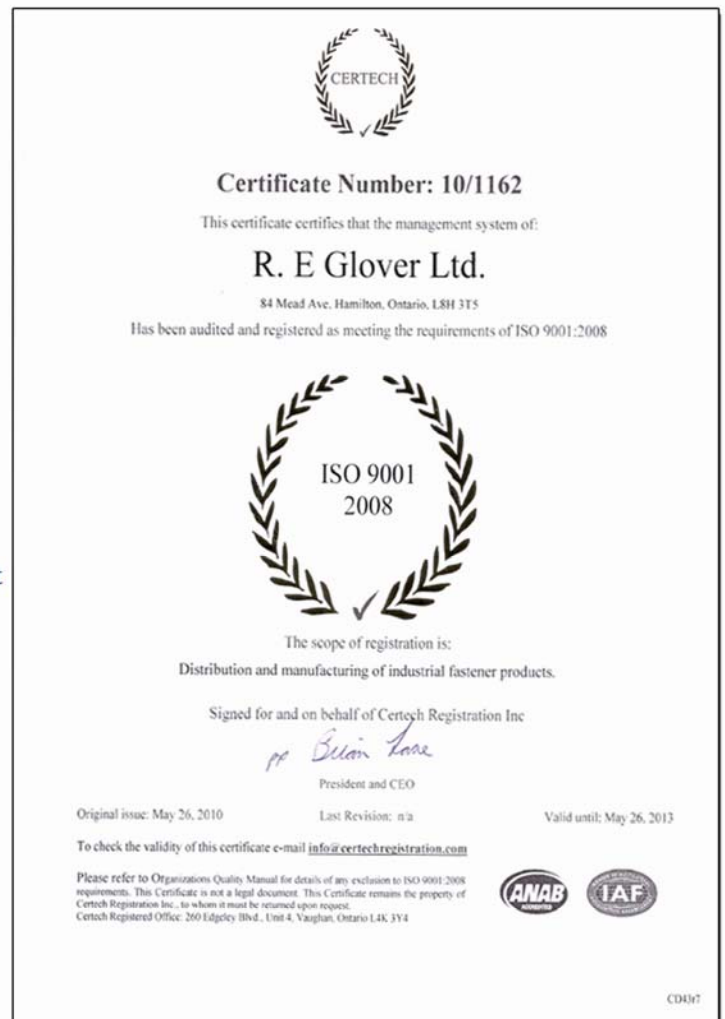 CERTECH
Certificate Number: 10/1162
This certificate certifies that the management system of:
R. E Glover Ltd.
84 Mead Ave. Hamilton, Ontario, L8H 3T5
Has been audited and registered as meeting the requirements of ISO 9001:2008
ISO 9001
2008
t
The scope of registration is:
Distribution and manufacturing of industrial fastener products.
Signed for and on behalf of Certech Registration Inc
pp Brian
President and CEO
Original issue: May 26, 2010 Last Revision: n/a Valid until: May 26, 2013
To check the validity of this certificate e-mail info@certechregistration.com
Please refer to Organizations Quality Manual for details of any exclusion to ISO 9001:2008
requirements. This Certificate is not a legal document. This Certificate remains the property of
Certech Registration Inc., to whom it must be returned upon request.
Certech Registered Office: 260 Edgeley Blvd., Unit 4, Vaughan, Ontario L4K 3Y4
ANAB
ACCREDITED
IAF
CD43r7